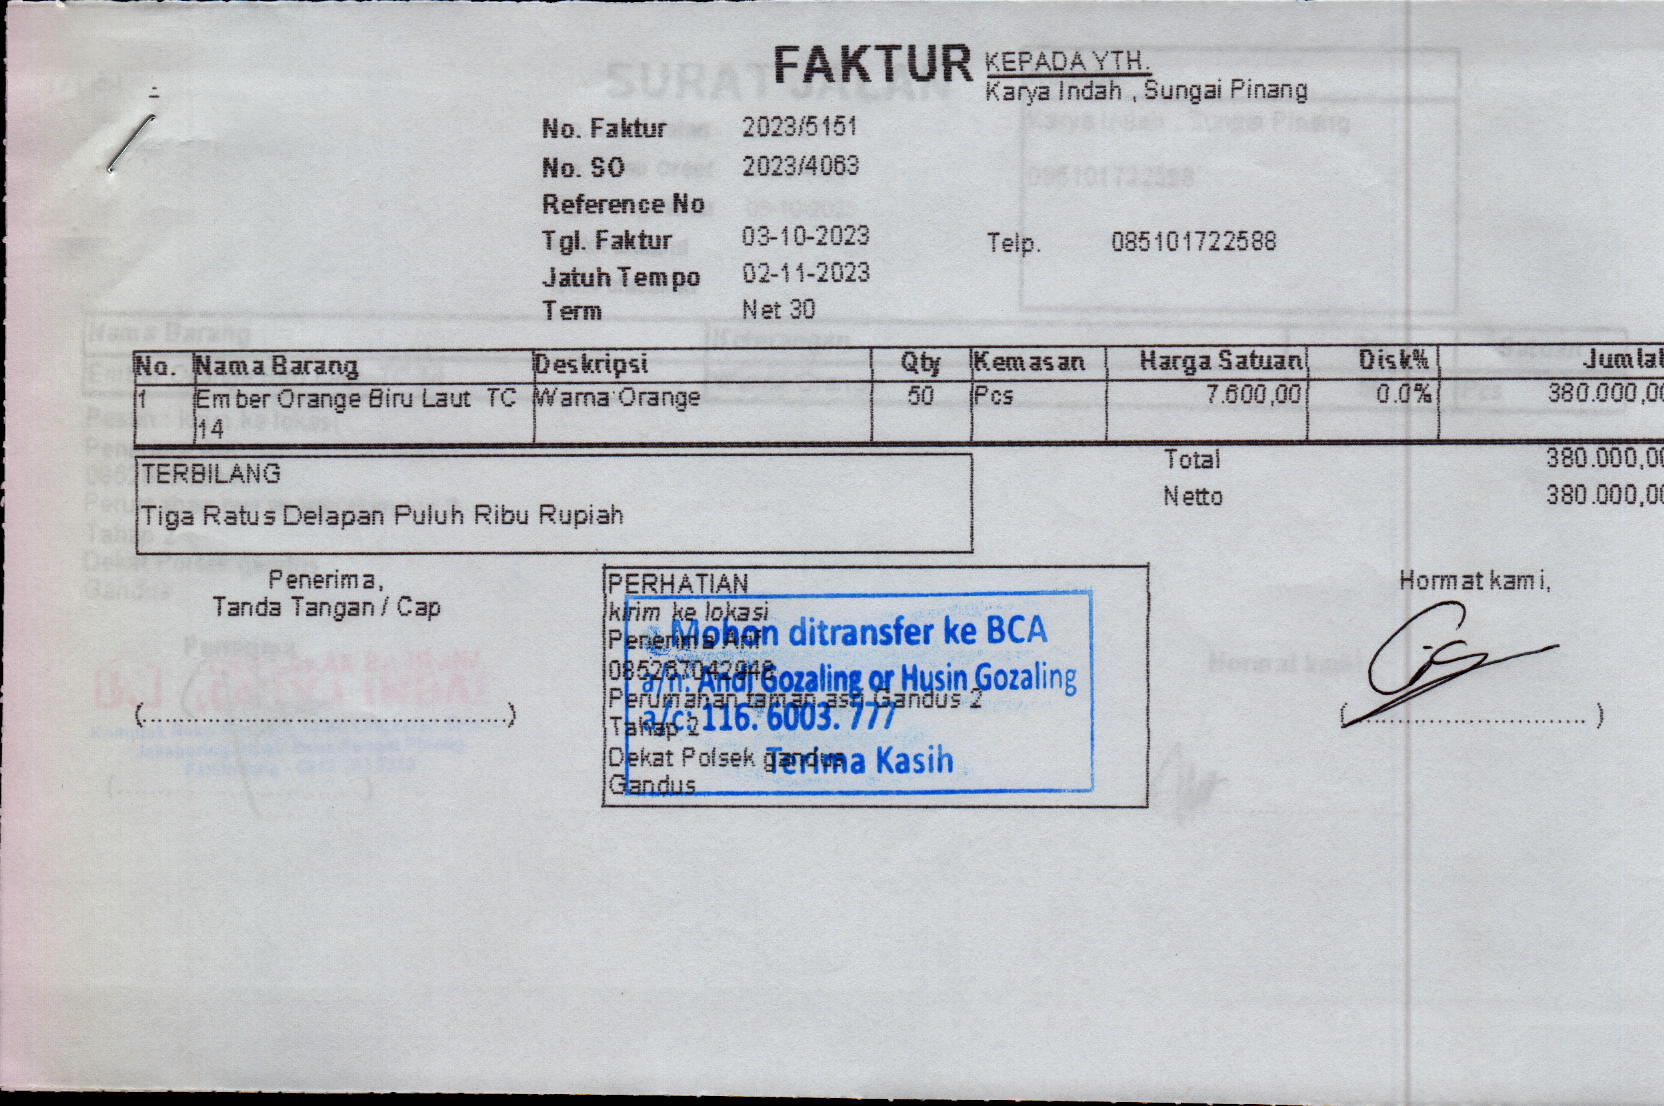 FAKTUR
KEPADA YTH.
Karya Indah , Sungai Pinang
No. Faktur 2023/5151
No. SO 2023/4063
Reference No
Tgl. Faktur 03-10-2023
Telp. 085101722588
Jatuh Tempo 02-11-2023
Term Net 30
No. Nama Barang Deskripsi Qty Kemasan Harga Satuan Disk% Jumlah
1 Ember Orange Biru Laut TC Warna Orange 50 Pcs 7.600,00 0.0% 380.000,00
14
TERBILANG
Tiga Ratus Delapan Puluh Ribu Rupiah
Total 380.000,00
Netto 380.000,00
Penerima,
Tanda Tangan / Cap
PERHATIAN
kirim ke lokasi
Penerima Arif
Perumahan taman asri Gandus 2
Tahap 2
Dekat Polsek gandus
Gandus
Mohon ditransfer ke BCA
a/n. Andi Gozaling or Husin Gozaling
a/c: 116. 6003. 777
Terima Kasih
Hormat kami,